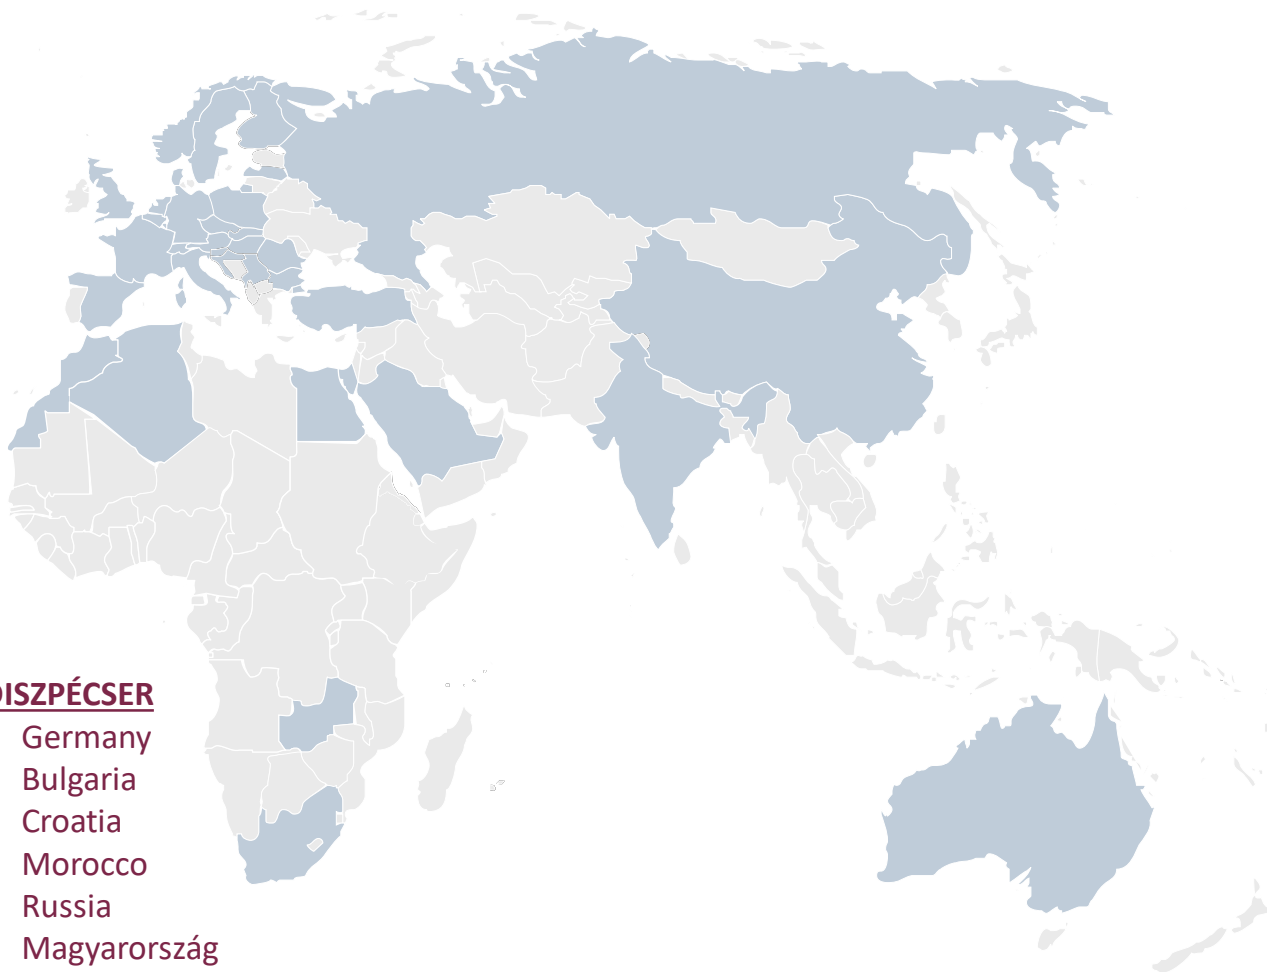 DISZPÉCSER
Germany
Bulgaria
Croatia
Morocco
Russia
Magyarország